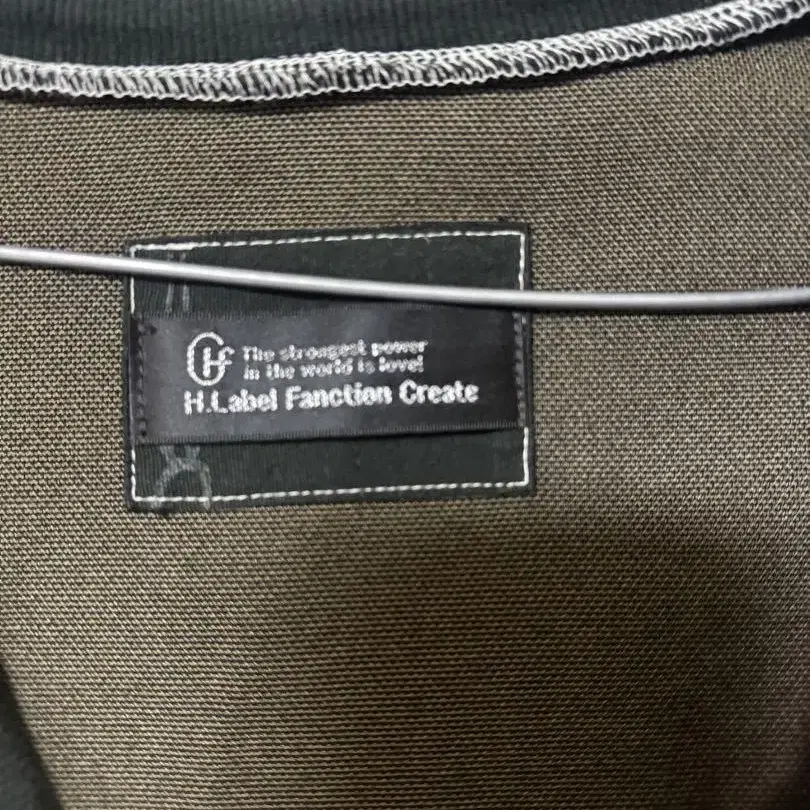 The strongest power
in the world is love!
H.Label Fanction Create